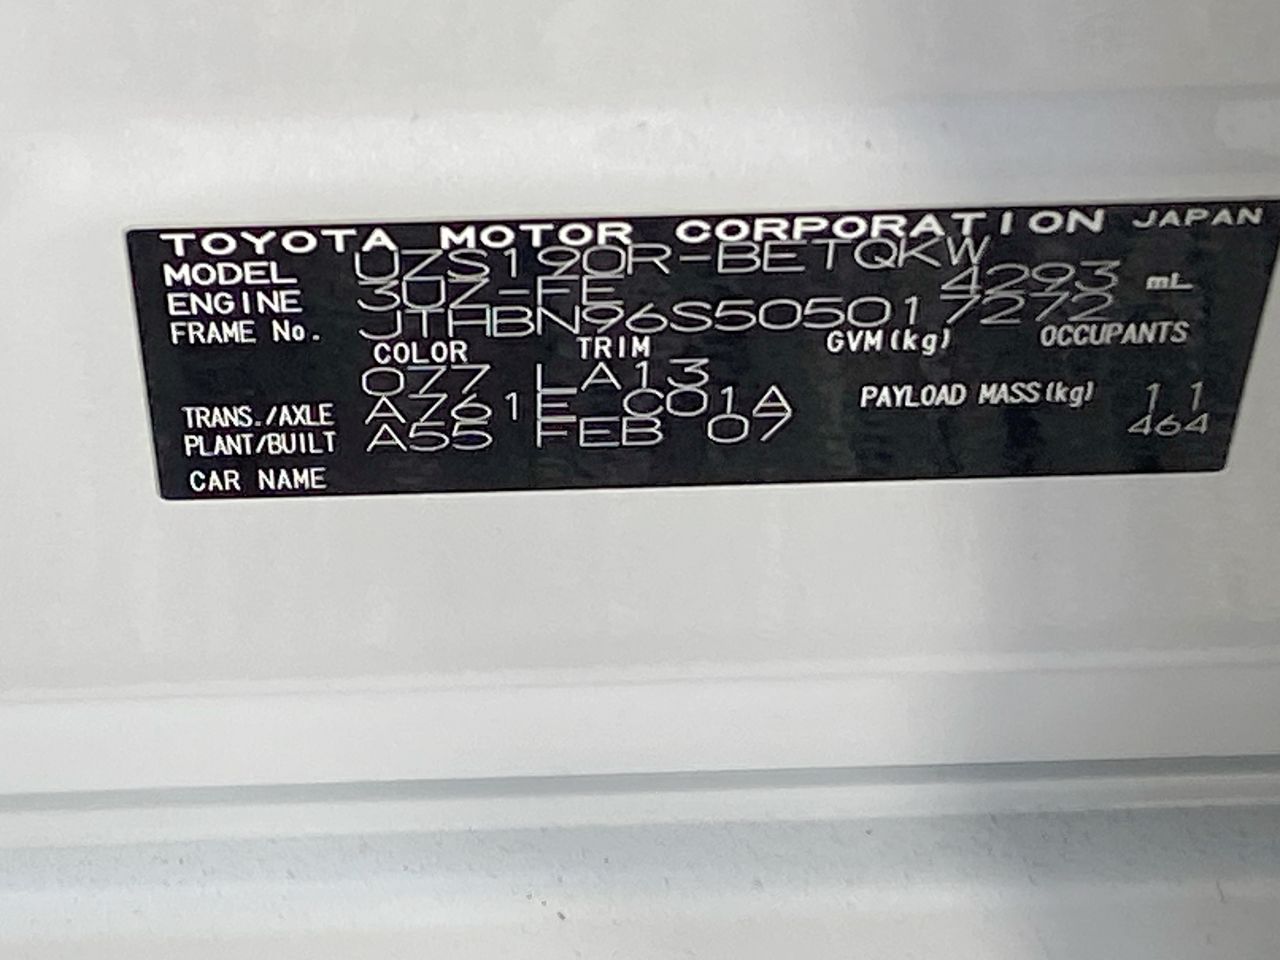 TOYOTA MOTOR CORPORATION JAPAN
MODEL UZS190R-BETQKW
ENGINE 3UZ-FE 4293 mL
FRAME No. JTHBN96S505017272
COLOR TRIM GVM(kg) OCCUPANTS
077 LA13
TRANS./AXLE A761E C01A PAYLOAD MASS(kg) 11
PLANT/BUILT A55 FEB 07 464
CAR NAME